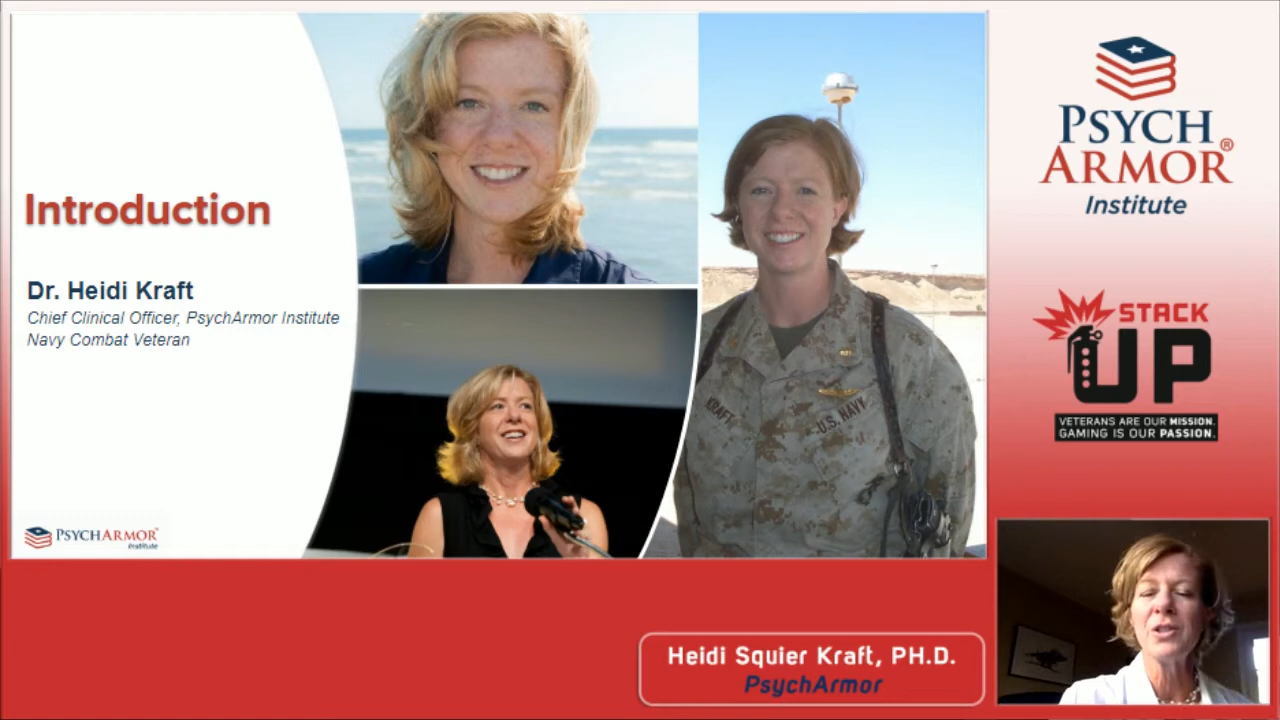 Introduction
Dr. Heidi Kraft
Chief Clinical Officer, PsychArmor Institute
Navy Combat Veteran
PSYCHARMOR®
Institute
KRAFT
U.S. NAVY
PSYCH
ARMOR®
Institute
STACK
UP
VETERANS ARE OUR MISSION.
GAMING IS OUR PASSION.
Heidi Squier Kraft, PH.D.
PsychArmor